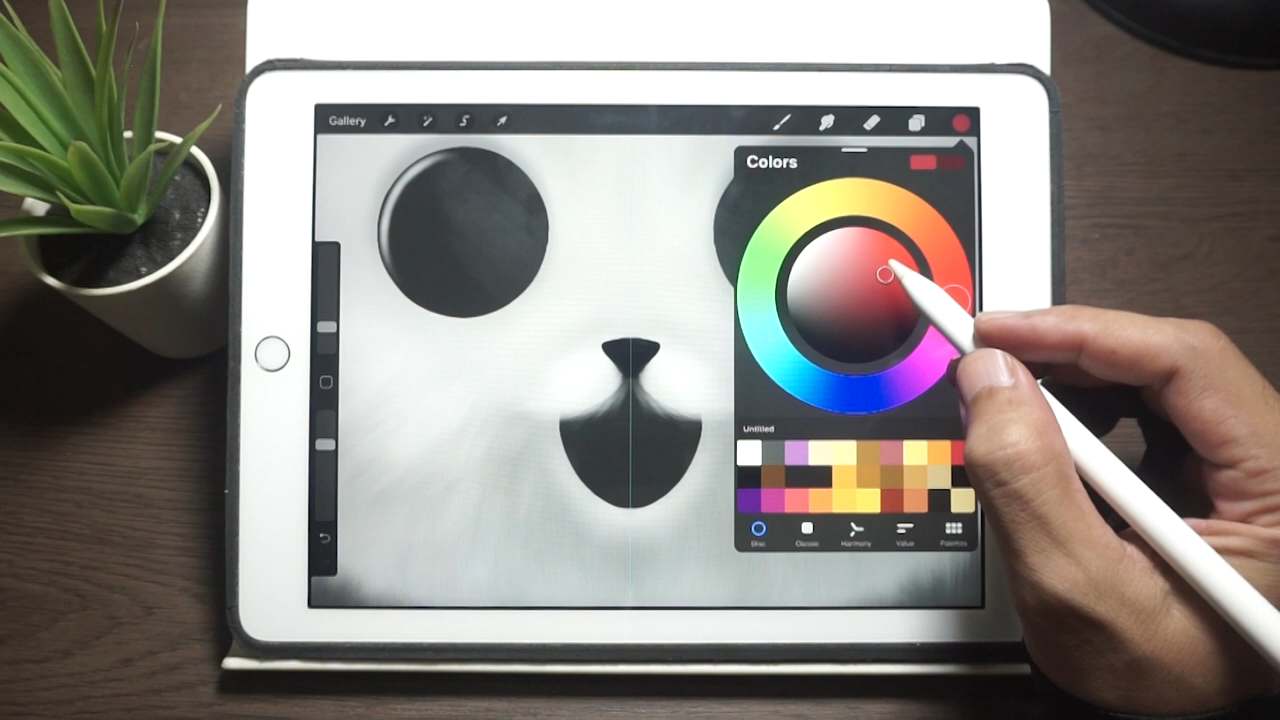 Gallery
Colors
Untitled
Disc
Classic
Harmony
Value
Palettes